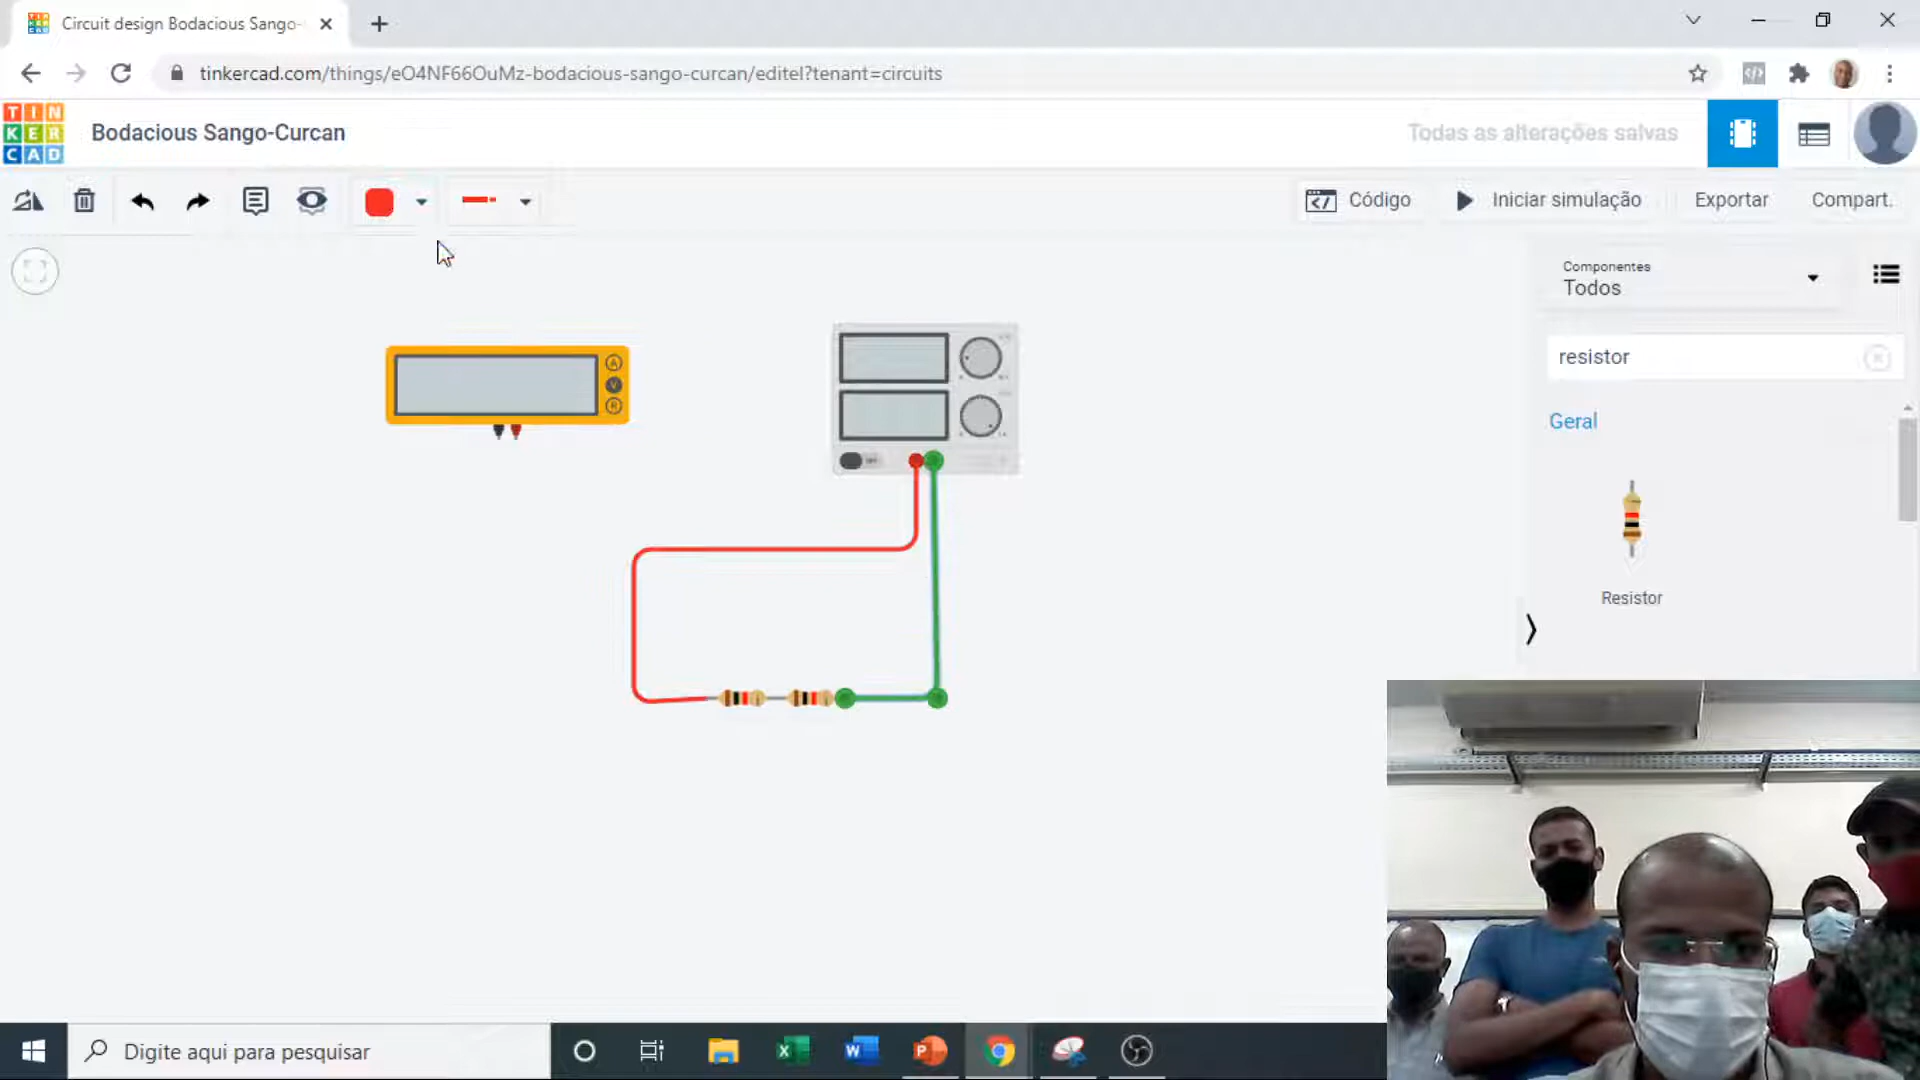 Circuit design Bodacious Sango-
tinkercad.com/things/eO4NF66OuMz-bodacious-sango-curcan/editel?tenant=circuits
TIN
KER
CAD
Bodacious Sango-Curcan
Todas as alterações salvas
Código
Iniciar simulação
Exportar
Compart.
Componentes
Todos
resistor
A
V
R
Geral
Resistor
Digite aqui para pesquisar